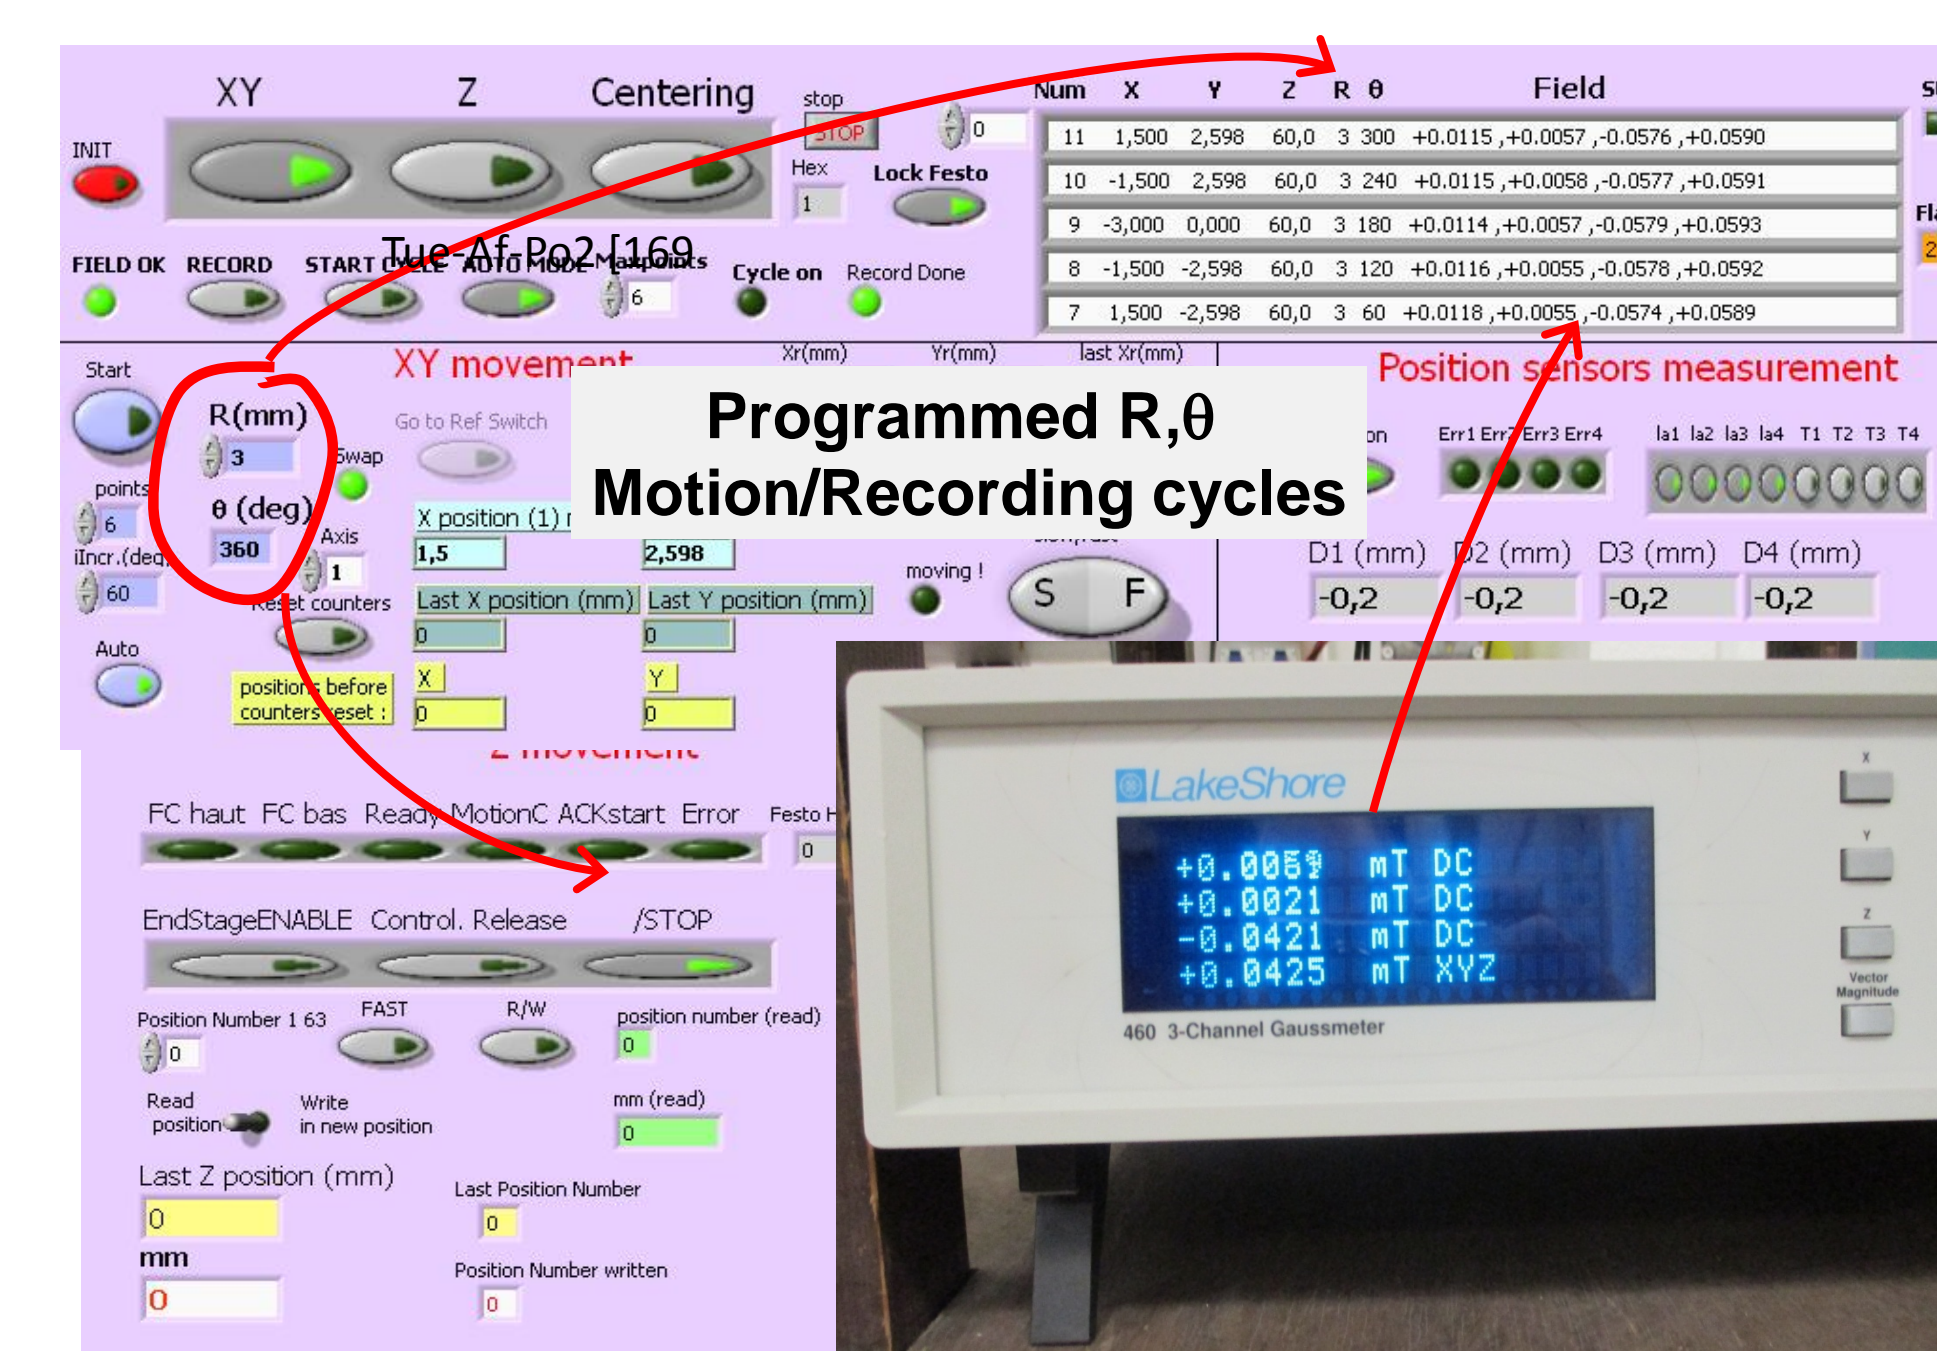 XY Z Centering
stop
STOP
0
INIT
Hex
1
Lock Festo
Num X Y Z R θ Field
11 1,500 2,598 60,0 3 300 +0.0115 ,+0.0057 ,-0.0576 ,+0.0590
10 -1,500 2,598 60,0 3 240 +0.0115 ,+0.0058 ,-0.0577 ,+0.0591
9 -3,000 0,000 60,0 3 180 +0.0114 ,+0.0057 ,-0.0579 ,+0.0593
8 -1,500 -2,598 60,0 3 120 +0.0116 ,+0.0055 ,-0.0578 ,+0.0592
7 1,500 -2,598 60,0 3 60 +0.0118 ,+0.0055 ,-0.0574 ,+0.0589
Tue-Af-Po2 [169
FIELD OK RECORD START CYCLE AUTO MODE Maxpoints Cycle on Record Done
6
Start
XY movement
Xr(mm) Yr(mm) last Xr(mm)
Programmed R,θ
Motion/Recording cycles
Position sensors measurement
R(mm)
3
Go to Ref Switch
Swap
Err1 Err2 Err3 Err4
la1 la2 la3 la4 T1 T2 T3 T4
points
6
θ (deg)
360
Axis
1
iIncr.(deg)
60
X position (1)
1,5
2,598
moving !
S F
D1 (mm) D2 (mm) D3 (mm) D4 (mm)
-0,2 -0,2 -0,2 -0,2
Reset counters
Last X position (mm) Last Y position (mm)
0 0
Auto
positions before
counters reset :
X Y
0 0
Z movement
FC haut FC bas Ready MotionC ACKstart Error Festo H
0
EndStageENABLE Control. Release /STOP
Position Number 1 63
0
FAST R/W
position number (read)
0
Read
position
Write
in new position
mm (read)
0
Last Z position (mm)
0
Last Position Number
0
mm
0
Position Number written
0
LakeShore
mT DC
+0.0021 mT DC
-0.0421 mT DC
+0.0425 mT XYZ
460 3-Channel Gaussmeter
X
Y
Z
Vector
Magnitude